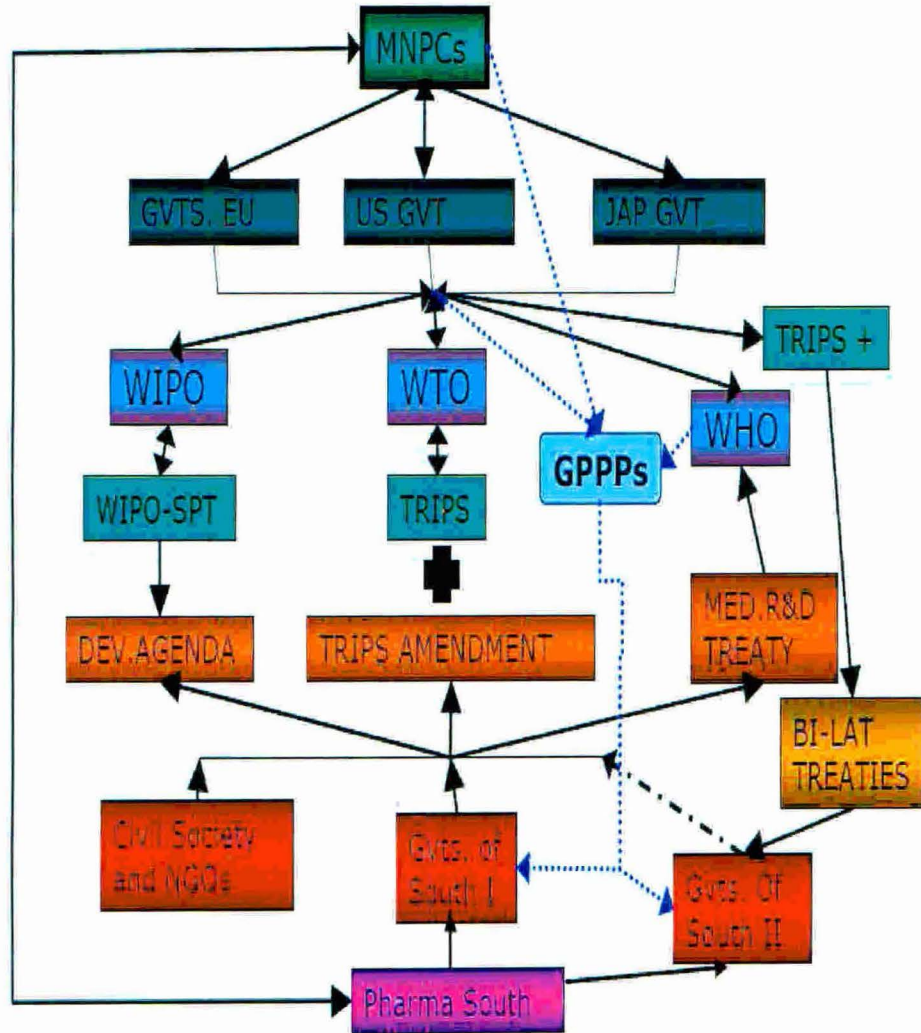 MNPCs
GVTS. EU
US GVT
JAP GVT
TRIPS +
WIPO
WTO
WHO
GPPPs
WIPO-SPT
TRIPS
MED.R&D
TREATY
DEV.AGENDA
TRIPS AMENDMENT
BI-LAT
TREATIES
Civil Society
and NGOs
Gvts. of
South I
Gvts. Of
South II
Pharma South